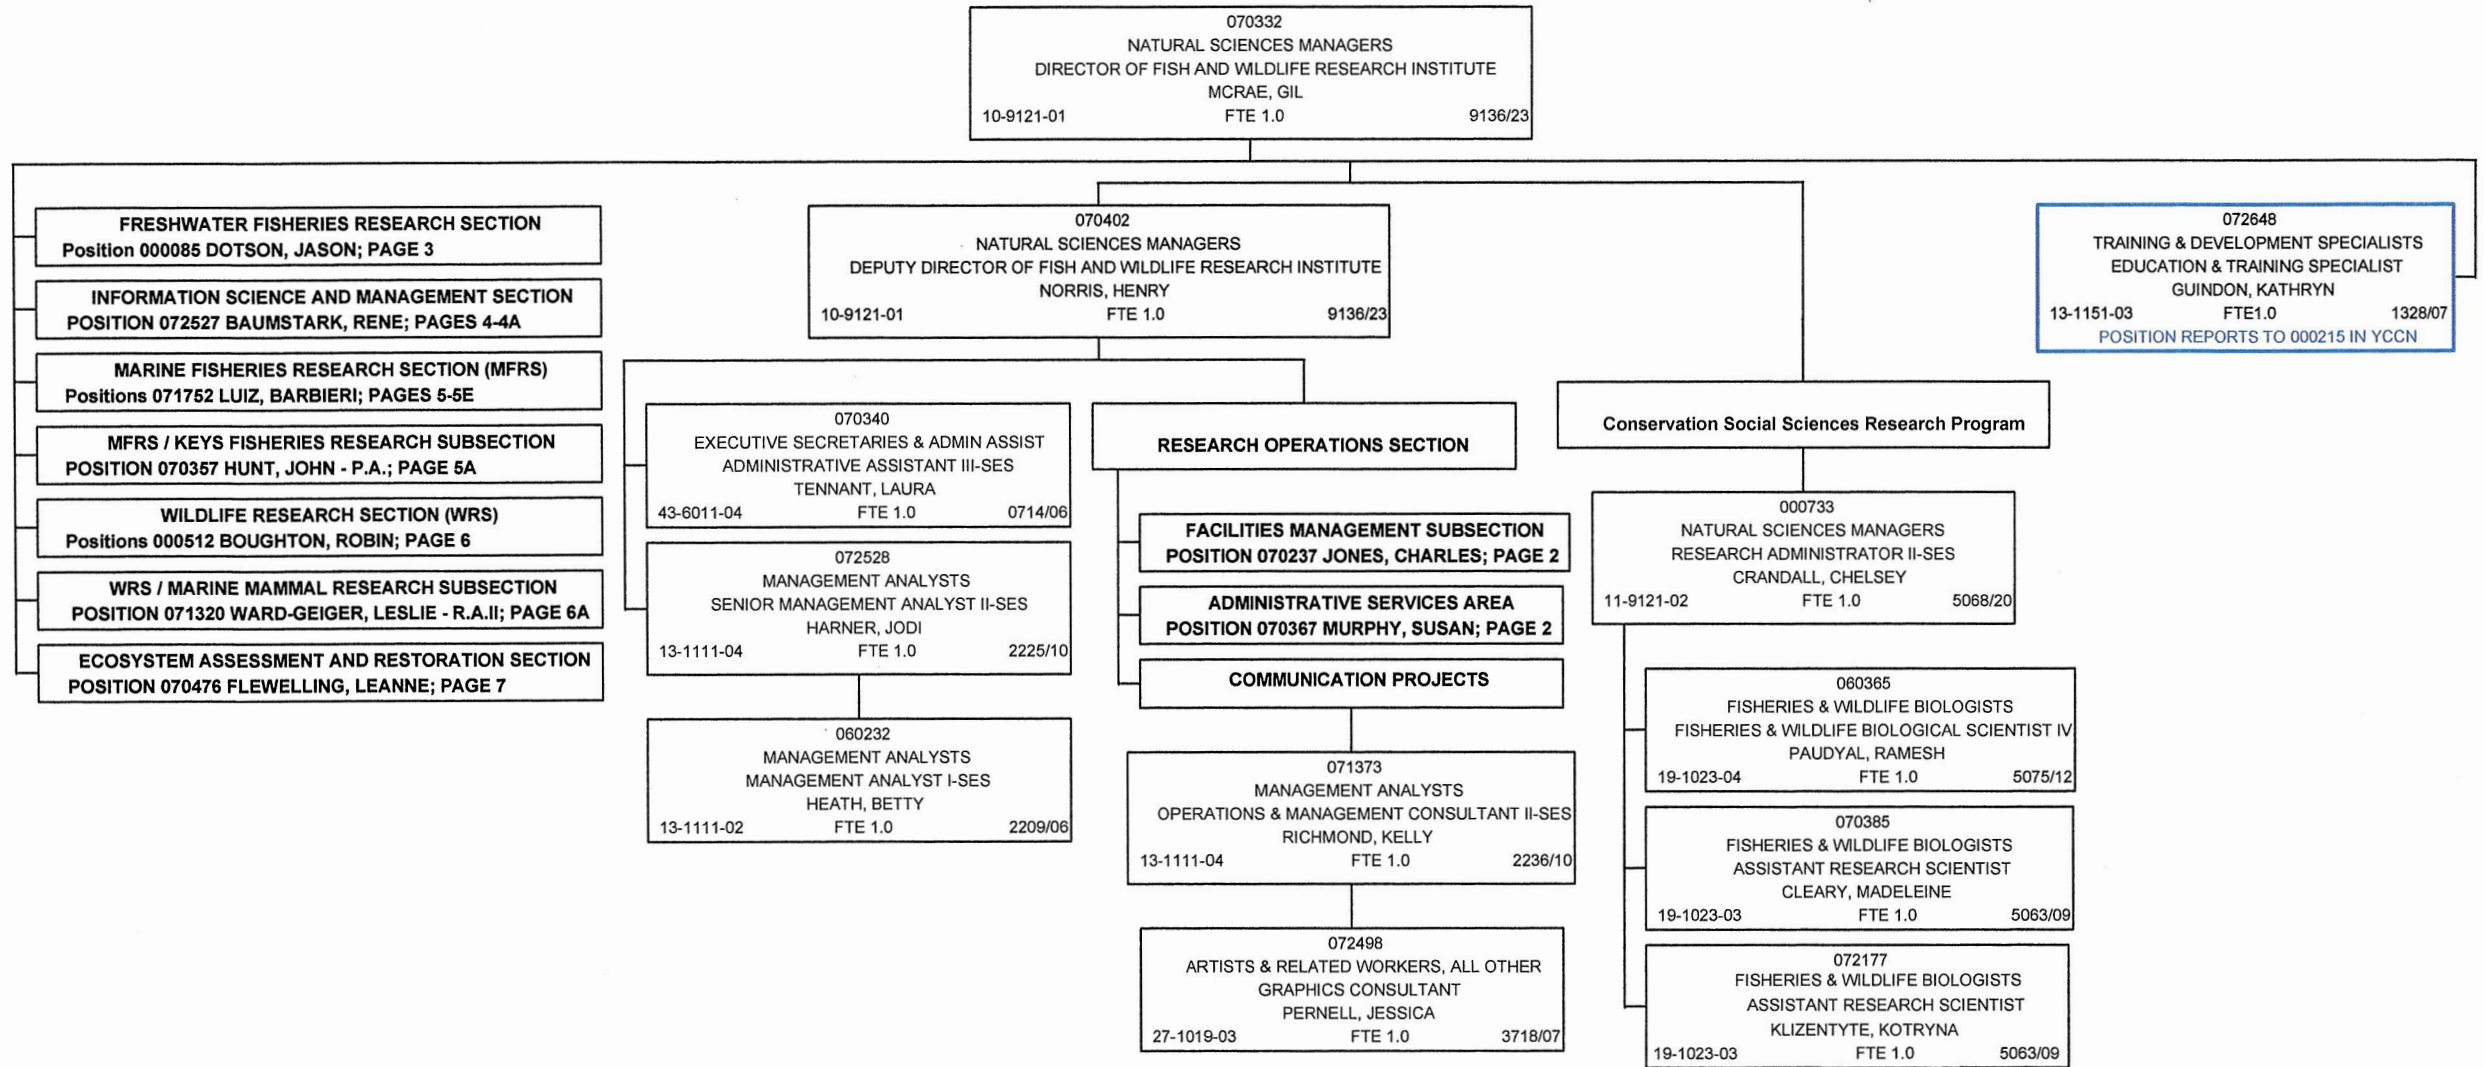 070332
NATURAL SCIENCES MANAGERS
DIRECTOR OF FISH AND WILDLIFE RESEARCH INSTITUTE
MCRAE, GIL
10-9121-01 FTE 1.0 9136/23
FRESHWATER FISHERIES RESEARCH SECTION
Position 000085 DOTSON, JASON; PAGE 3
INFORMATION SCIENCE AND MANAGEMENT SECTION
POSITION 072527 BAUMSTARK, RENE; PAGES 4-4A
MARINE FISHERIES RESEARCH SECTION (MFRS)
Positions 071752 LUIZ, BARBIERI; PAGES 5-5E
MFRS / KEYS FISHERIES RESEARCH SUBSECTION
POSITION 070357 HUNT, JOHN - P.A.; PAGE 5A
WILDLIFE RESEARCH SECTION (WRS)
Positions 000512 BOUGHTON, ROBIN; PAGE 6
WRS / MARINE MAMMAL RESEARCH SUBSECTION
POSITION 071320 WARD-GEIGER, LESLIE - R.A.II; PAGE 6A
ECOSYSTEM ASSESSMENT AND RESTORATION SECTION
POSITION 070476 FLEWELLING, LEANNE; PAGE 7
070402
NATURAL SCIENCES MANAGERS
DEPUTY DIRECTOR OF FISH AND WILDLIFE RESEARCH INSTITUTE
NORRIS, HENRY
10-9121-01 FTE 1.0 9136/23
070340
EXECUTIVE SECRETARIES & ADMIN ASSIST
ADMINISTRATIVE ASSISTANT III-SES
TENNANT, LAURA
43-6011-04 FTE 1.0 0714/06
072528
MANAGEMENT ANALYSTS
SENIOR MANAGEMENT ANALYST II-SES
HARNER, JODI
13-1111-04 FTE 1.0 2225/10
060232
MANAGEMENT ANALYSTS
MANAGEMENT ANALYST I-SES
HEATH, BETTY
13-1111-02 FTE 1.0 2209/06
RESEARCH OPERATIONS SECTION
FACILITIES MANAGEMENT SUBSECTION
POSITION 070237 JONES, CHARLES; PAGE 2
ADMINISTRATIVE SERVICES AREA
POSITION 070367 MURPHY, SUSAN; PAGE 2
COMMUNICATION PROJECTS
071373
MANAGEMENT ANALYSTS
OPERATIONS & MANAGEMENT CONSULTANT II-SES
RICHMOND, KELLY
13-1111-04 FTE 1.0 2236/10
072498
ARTISTS & RELATED WORKERS, ALL OTHER
GRAPHICS CONSULTANT
PERNELL, JESSICA
27-1019-03 FTE 1.0 3718/07
Conservation Social Sciences Research Program
000733
NATURAL SCIENCES MANAGERS
RESEARCH ADMINISTRATOR II-SES
CRANDALL, CHELSEY
11-9121-02 FTE 1.0 5068/20
060365
FISHERIES & WILDLIFE BIOLOGISTS
FISHERIES & WILDLIFE BIOLOGICAL SCIENTIST IV
PAUDYAL, RAMESH
19-1023-04 FTE 1.0 5075/12
070385
FISHERIES & WILDLIFE BIOLOGISTS
ASSISTANT RESEARCH SCIENTIST
CLEARY, MADELEINE
19-1023-03 FTE 1.0 5063/09
072177
FISHERIES & WILDLIFE BIOLOGISTS
ASSISTANT RESEARCH SCIENTIST
KLIZENTYTE, KOTRYNA
19-1023-03 FTE 1.0 5063/09
072648
TRAINING & DEVELOPMENT SPECIALISTS
EDUCATION & TRAINING SPECIALIST
GUINDON, KATHRYN
13-1151-03 FTE1.0 1328/07
POSITION REPORTS TO 000215 IN YCCN